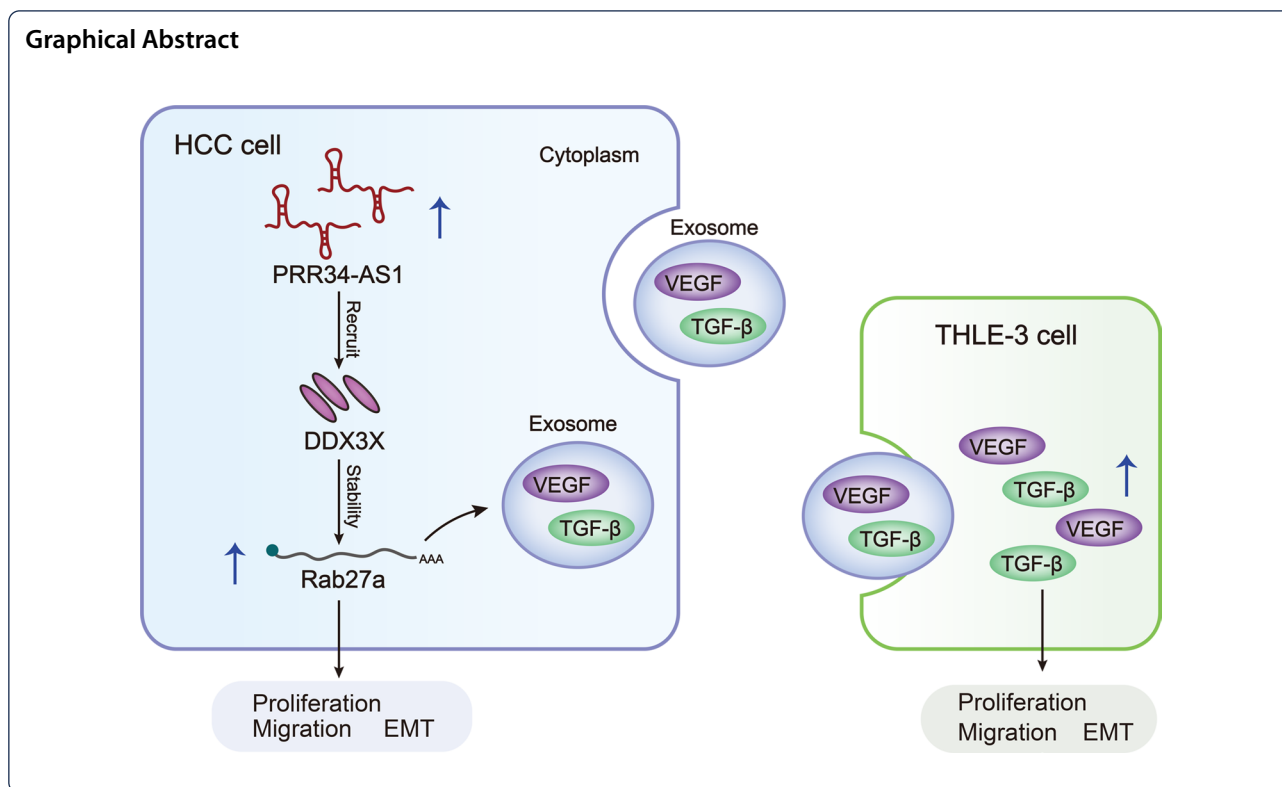 Graphical Abstract
HCC cell
Cytoplasm
PRR34-AS1
Recruit
DDX3X
Stability
Rab27a
AAA
Proliferation
Migration EMT
Exosome
VEGF
TGF-β
Exosome
VEGF
TGF-β
THLE-3 cell
VEGF
TGF-β
VEGF
TGF-β
VEGF
TGF-β
Proliferation
Migration EMT